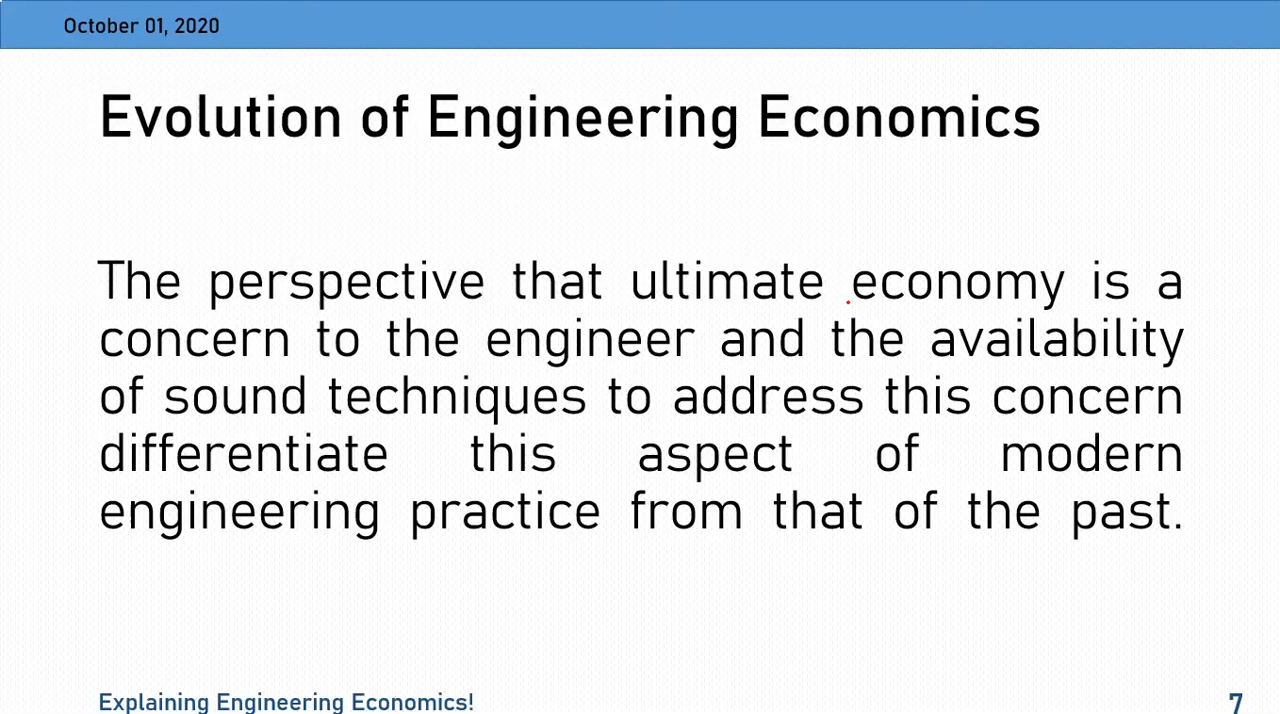 October 01, 2020
Evolution of Engineering Economics
The perspective that ultimate economy is a
concern to the engineer and the availability
of sound techniques to address this concern
differentiate this aspect of modern
engineering practice from that of the past.
Explaining Engineering Economics!
7